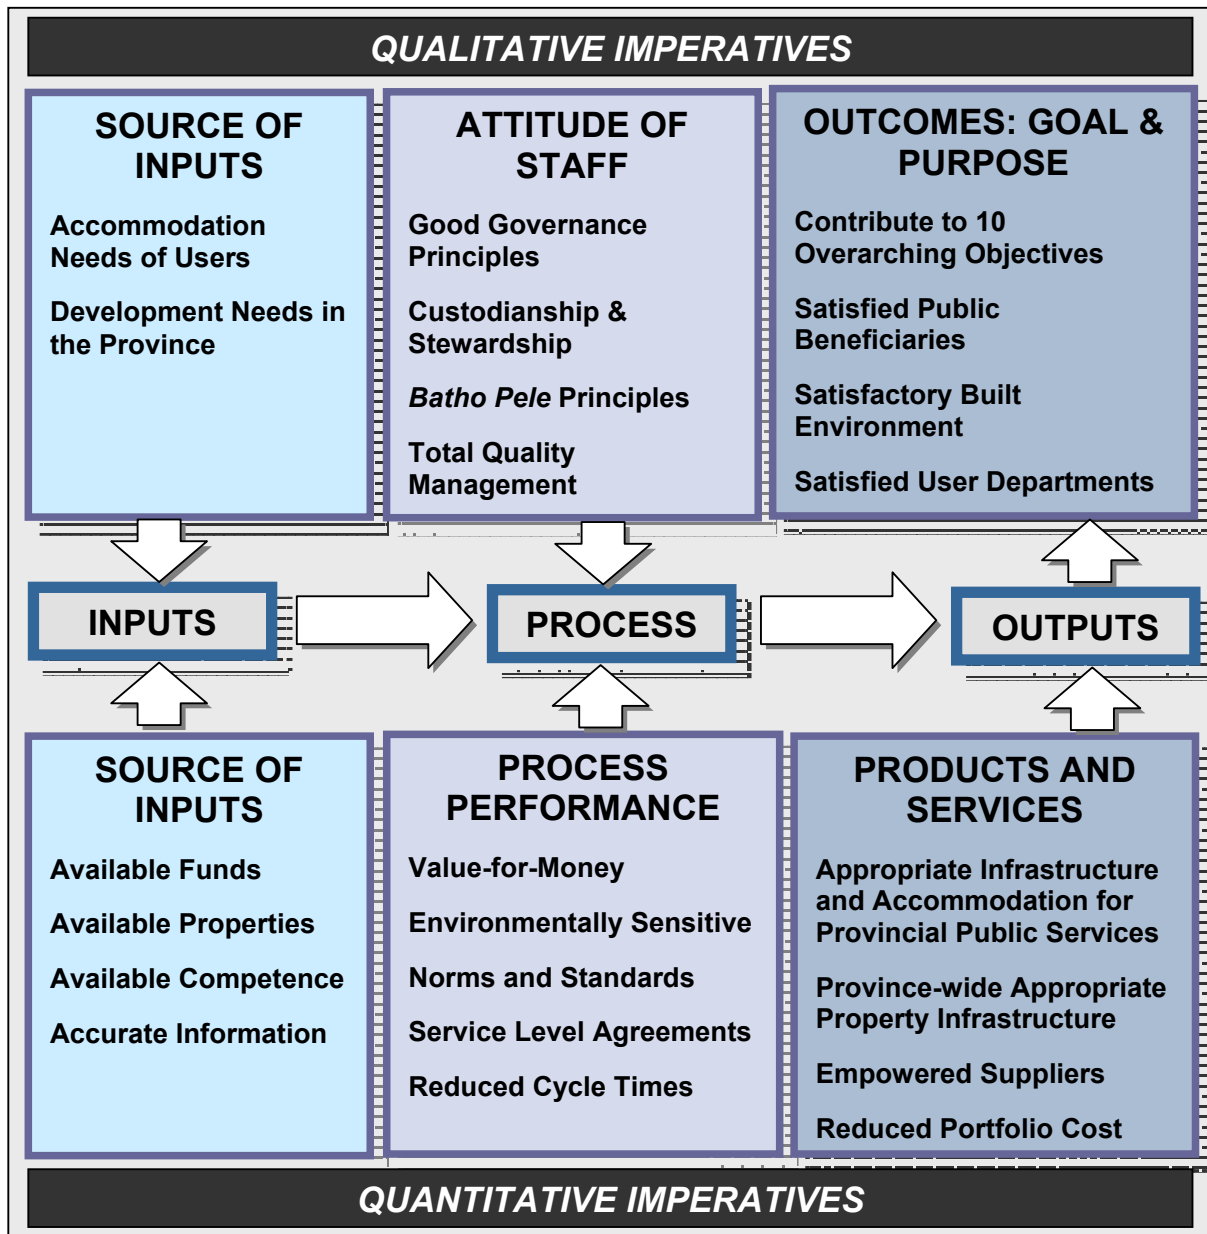 QUALITATIVE IMPERATIVES
SOURCE OF
INPUTS
Accommodation
Needs of Users
Development Needs in
the Province
ATTITUDE OF
STAFF
Good Governance
Principles
Custodianship &
Stewardship
Batho Pele Principles
Total Quality
Management
OUTCOMES: GOAL &
PURPOSE
Contribute to 10
Overarching Objectives
Satisfied Public
Beneficiaries
Satisfactory Built
Environment
Satisfied User Departments
INPUTS
PROCESS
OUTPUTS
SOURCE OF
INPUTS
Available Funds
Available Properties
Available Competence
Accurate Information
PROCESS
PERFORMANCE
Value-for-Money
Environmentally Sensitive
Norms and Standards
Service Level Agreements
Reduced Cycle Times
PRODUCTS AND
SERVICES
Appropriate Infrastructure
and Accommodation for
Provincial Public Services
Province-wide Appropriate
Property Infrastructure
Empowered Suppliers
Reduced Portfolio Cost
QUANTITATIVE IMPERATIVES